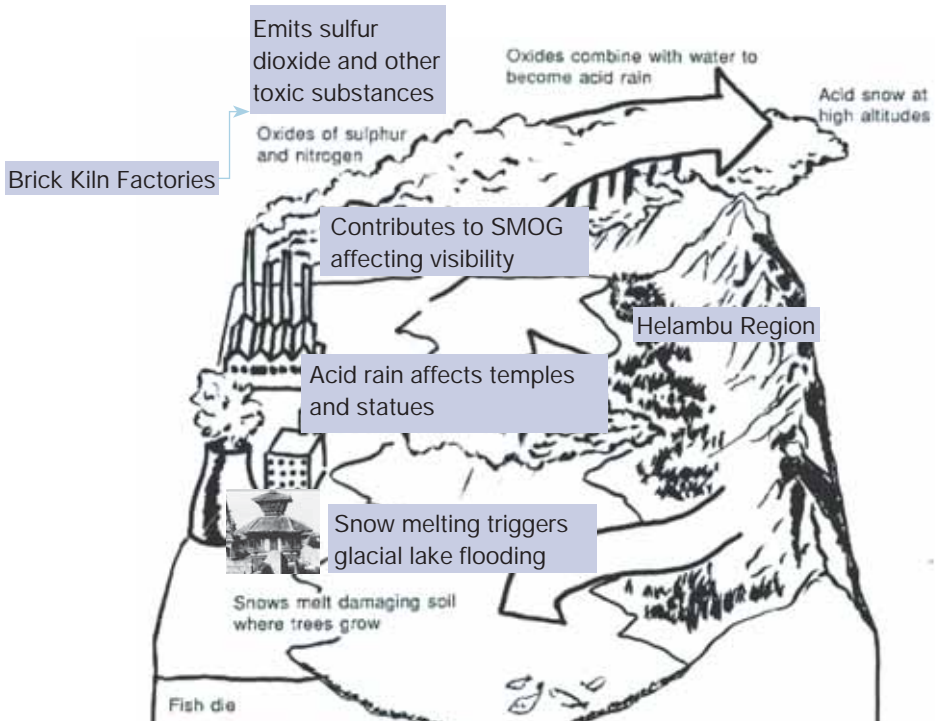 Emits sulfur
dioxide and other
toxic substances
Oxides combine with water to
become acid rain
Acid snow at
high altitudes
Oxides of sulphur
and nitrogen
Brick Kiln Factories
Contributes to SMOG
affecting visibility
Helambu Region
Acid rain affects temples
and statues
Snow melting triggers
glacial lake flooding
Snows melt damaging soil
where trees grow
Fish die